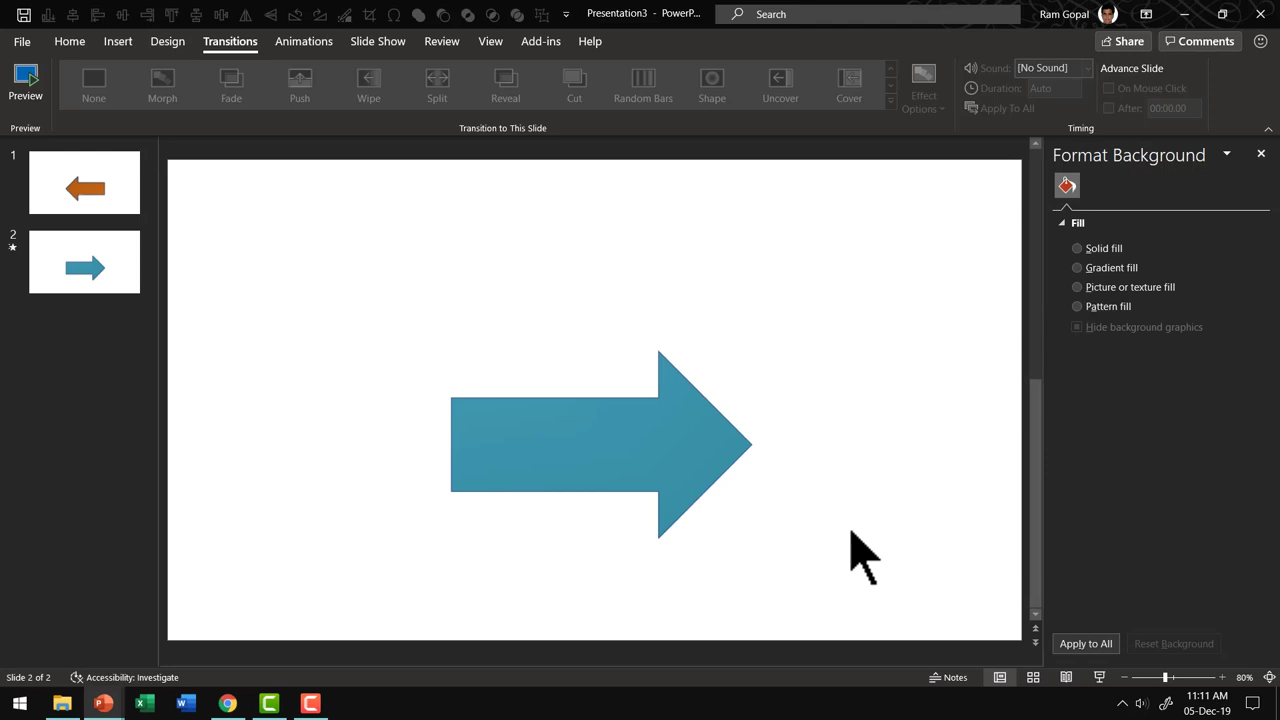 Presentation3 - PowerP...
Search
Ram Gopal
File
Home
Insert
Design
Transitions
Animations
Slide Show
Review
View
Add-ins
Help
Share
Comments
Preview
None
Morph
Fade
Push
Wipe
Split
Reveal
Cut
Random Bars
Shape
Uncover
Cover
Effect
Options
Sound: [No Sound]
Duration: Auto
Apply To All
Advance Slide
On Mouse Click
After: 00:00.00
Preview
Transition to This Slide
Timing
1
2
Format Background
Fill
Solid fill
Gradient fill
Picture or texture fill
Pattern fill
Hide background graphics
Apply to All
Reset Background
Slide 2 of 2
Accessibility: Investigate
Notes
80%
11:11 AM
05-Dec-19